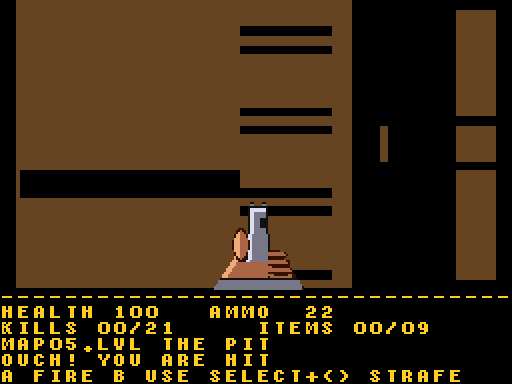 HEALTH 100 AMMO 22
KILLS 00/21 ITEMS 00/09
MAP05.LVL THE PIT
OUCH! YOU ARE HIT
A FIRE B USE SELECT+<> STRAFE